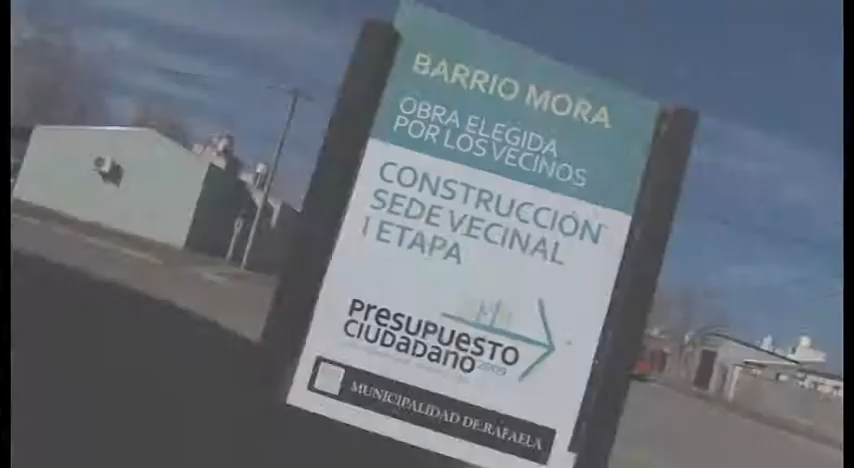 BARRIO MORA
OBRA ELEGIDA
POR LOS VECINOS
CONSTRUCCIÓN
SEDE VECINAL
I ETAPA
PresUPUesTO
CIUDaDaNO 2009
MUNICIPALIDAD DE RAFAELA